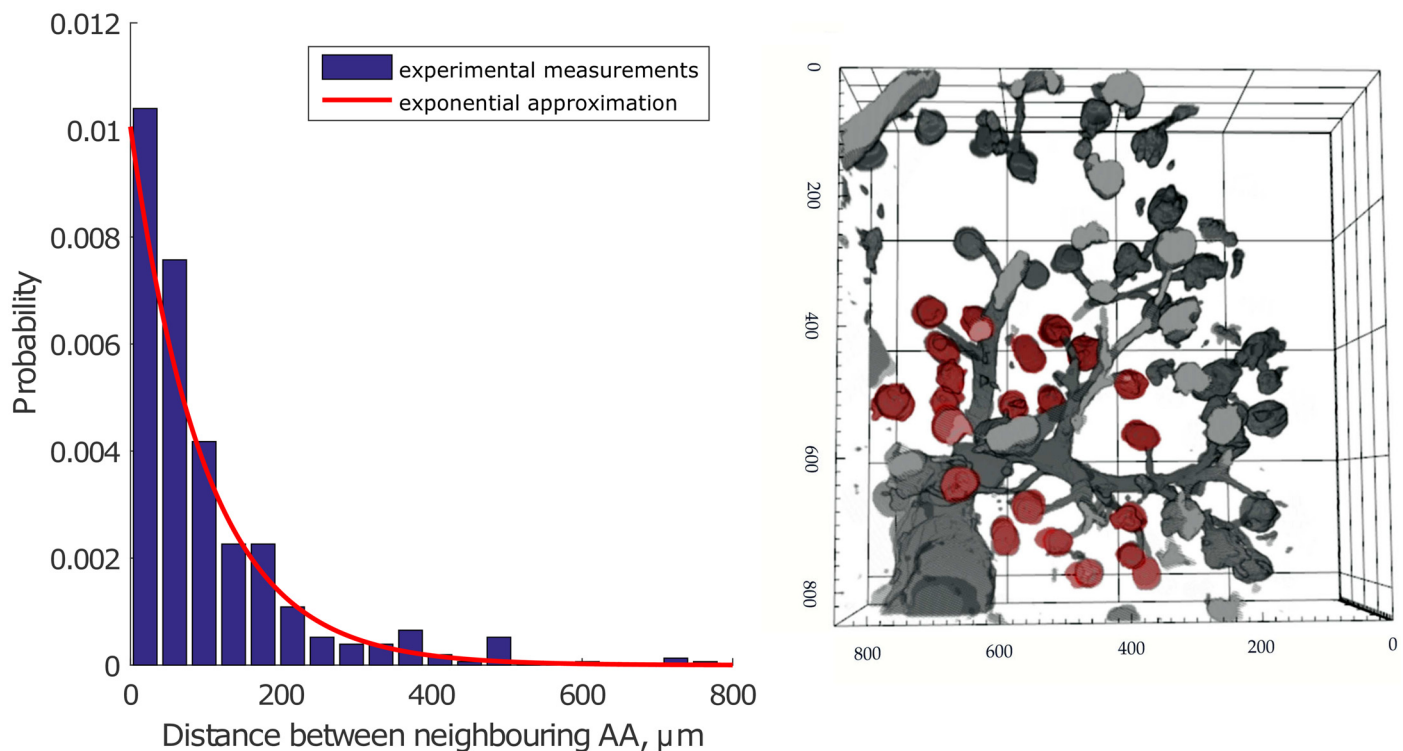 0.012
0.01
0.008
0.006
0.004
0.002
0
Probability
experimental measurements
exponential approximation
0 200 400 600 800
Distance between neighbouring AA, µm
0
200
400
600
800
800 600 400 200 0